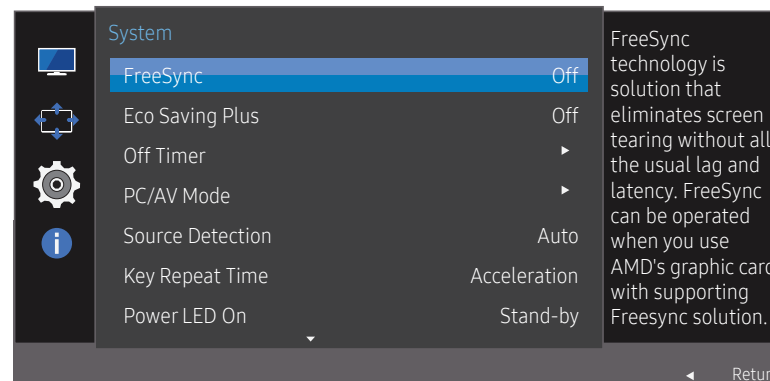 System
FreeSync Off
Eco Saving Plus Off
Off Timer
PC/AV Mode
Source Detection Auto
Key Repeat Time Acceleration
Power LED On Stand-by
FreeSync
technology is
solution that
eliminates screen
tearing without all
the usual lag and
latency. FreeSync
can be operated
when you use
AMD's graphic card
with supporting
Freesync solution.
Retur